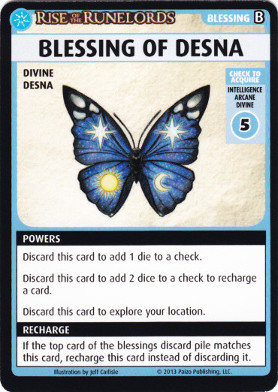 RISE OF THE RUNELORDS
BLESSING B
BLESSING OF DESNA
DIVINE
DESNA
CHECK TO
ACQUIRE
INTELLIGENCE
ARCANE
DIVINE
5
POWERS
Discard this card to add 1 die to a check.
Discard this card to add 2 dice to a check to recharge
a card.
Discard this card to explore your location.
RECHARGE
If the top card of the blessings discard pile matches
this card, recharge this card instead of discarding it.
Illustration by Jeff Carlisle
© 2013 Paizo Publishing, LLC.